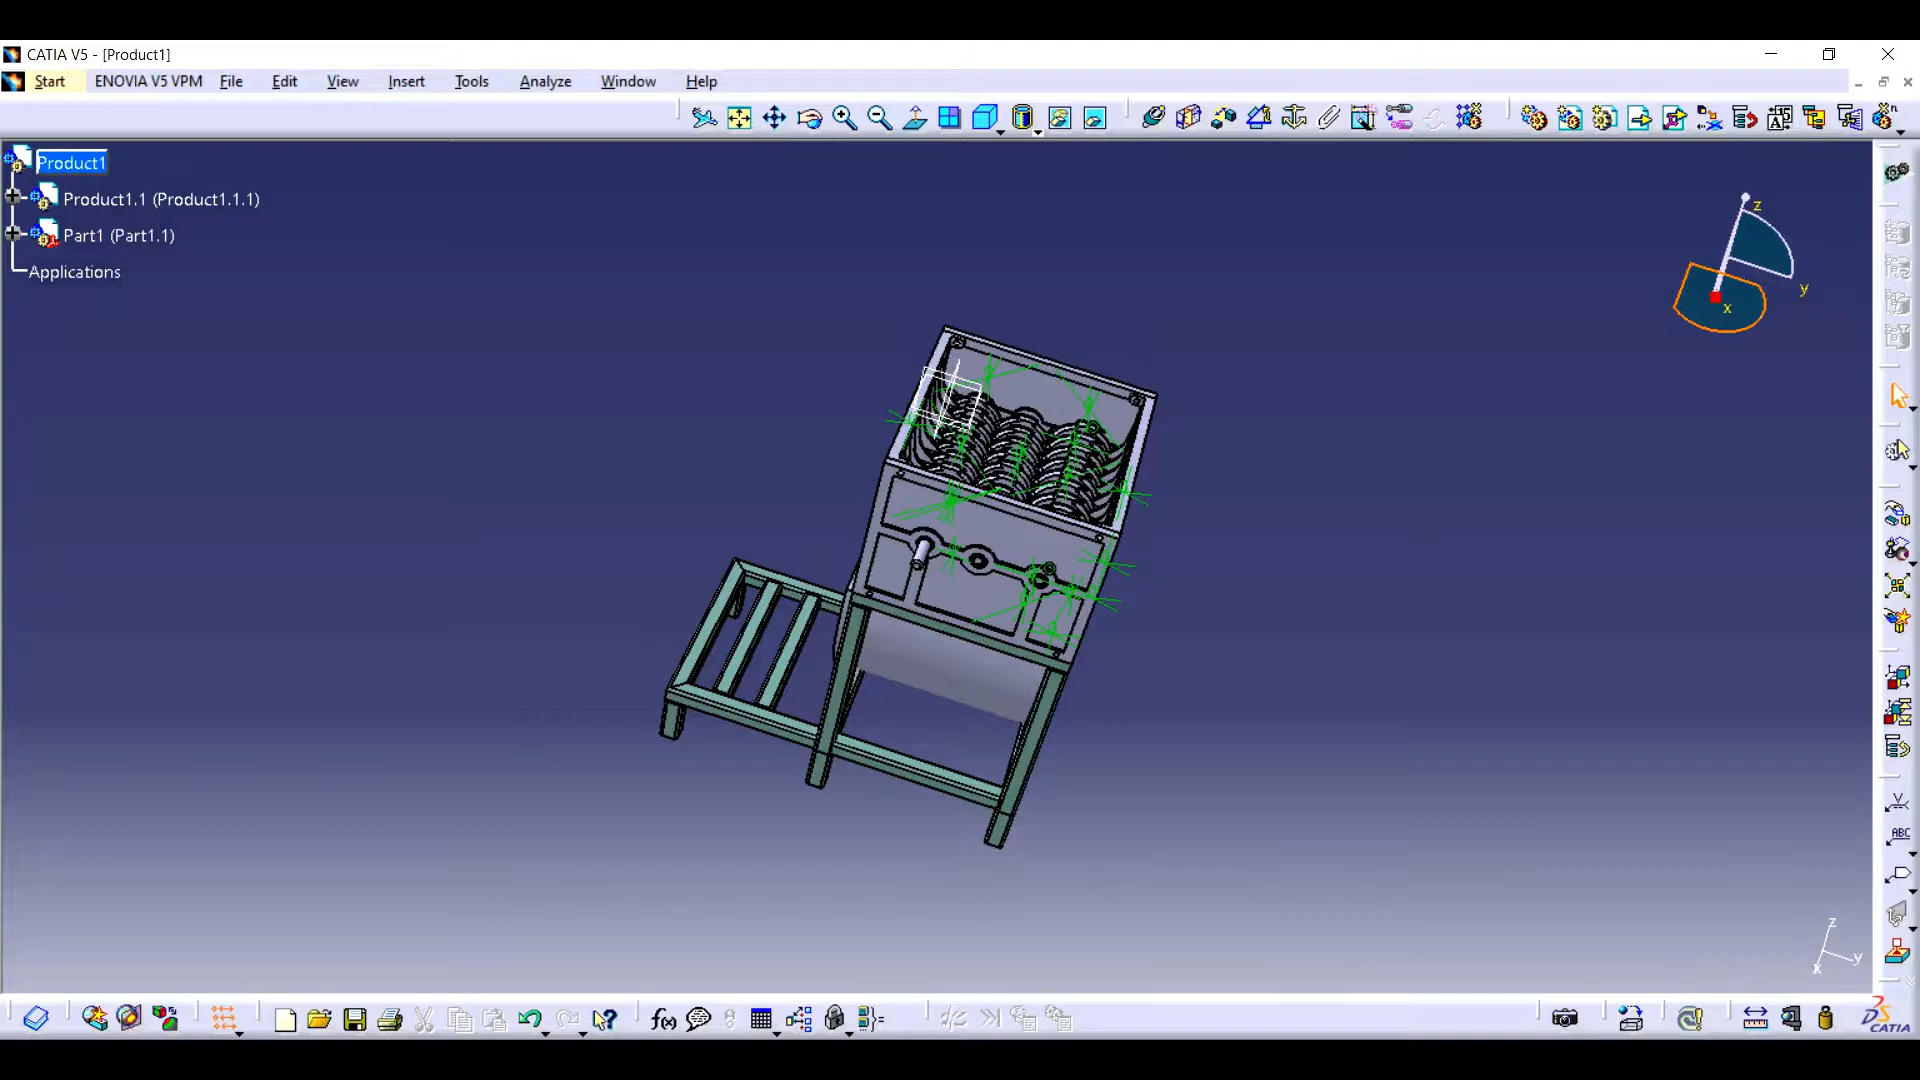 CATIA V5 - [Product1]
Start ENOVIA V5 VPM File Edit View Insert Tools Analyze Window Help
Product1
Product1.1 (Product1.1.1)
Part1 (Part1.1)
Applications
z
y
x
ABC
z
y
x
f(x)
CATIA